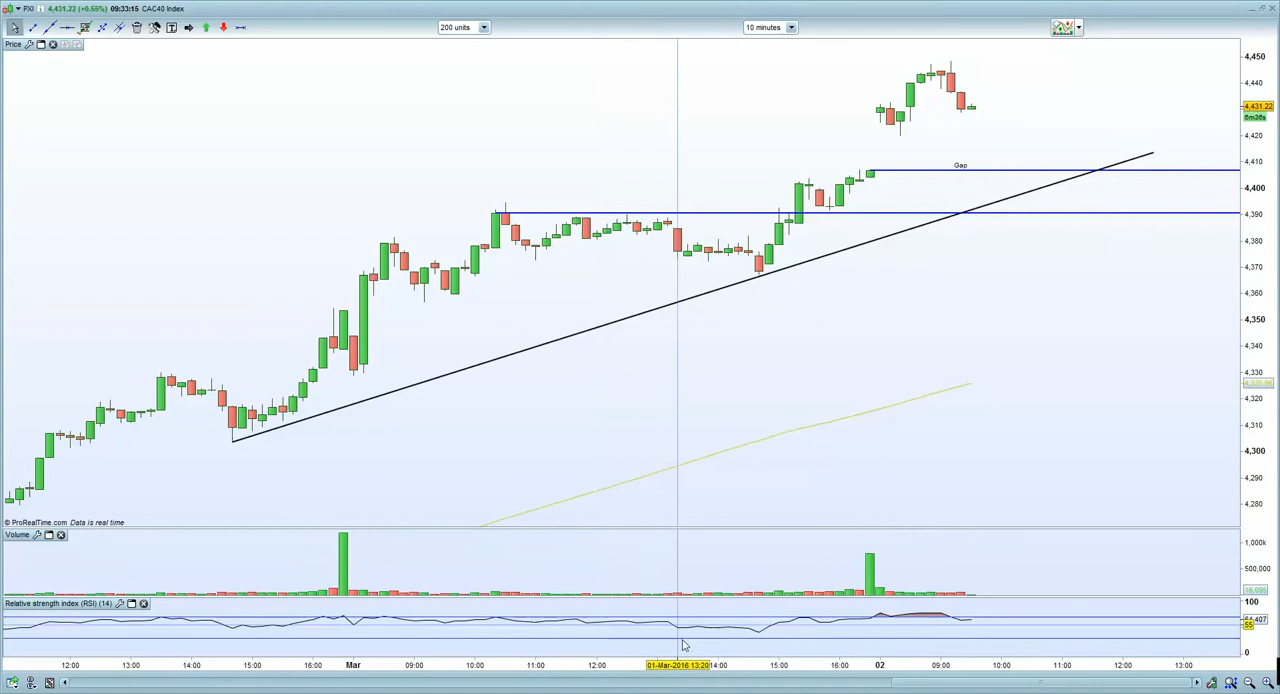 PXI 4,431.22 (+0.55%) 09:33:15 CAC40 Index
200 units
10 minutes
Price
4,450
4,440
4,431.22
6m36s
4,420
4,410
4,400
4,390
4,380
4,370
4,360
4,350
4,340
4,330
4,320
4,310
4,300
4,290
4,280
Gap
© ProRealTime.com Data is real time
Volume
1,000k
500,000
Relative strength index (RSI) (14)
100
55
0
12:00 13:00 14:00 15:00 16:00 Mar 09:00 10:00 11:00 12:00 01-Mar-2016 13:20 14:00 15:00 16:00 02 09:00 10:00 11:00 12:00 13:00